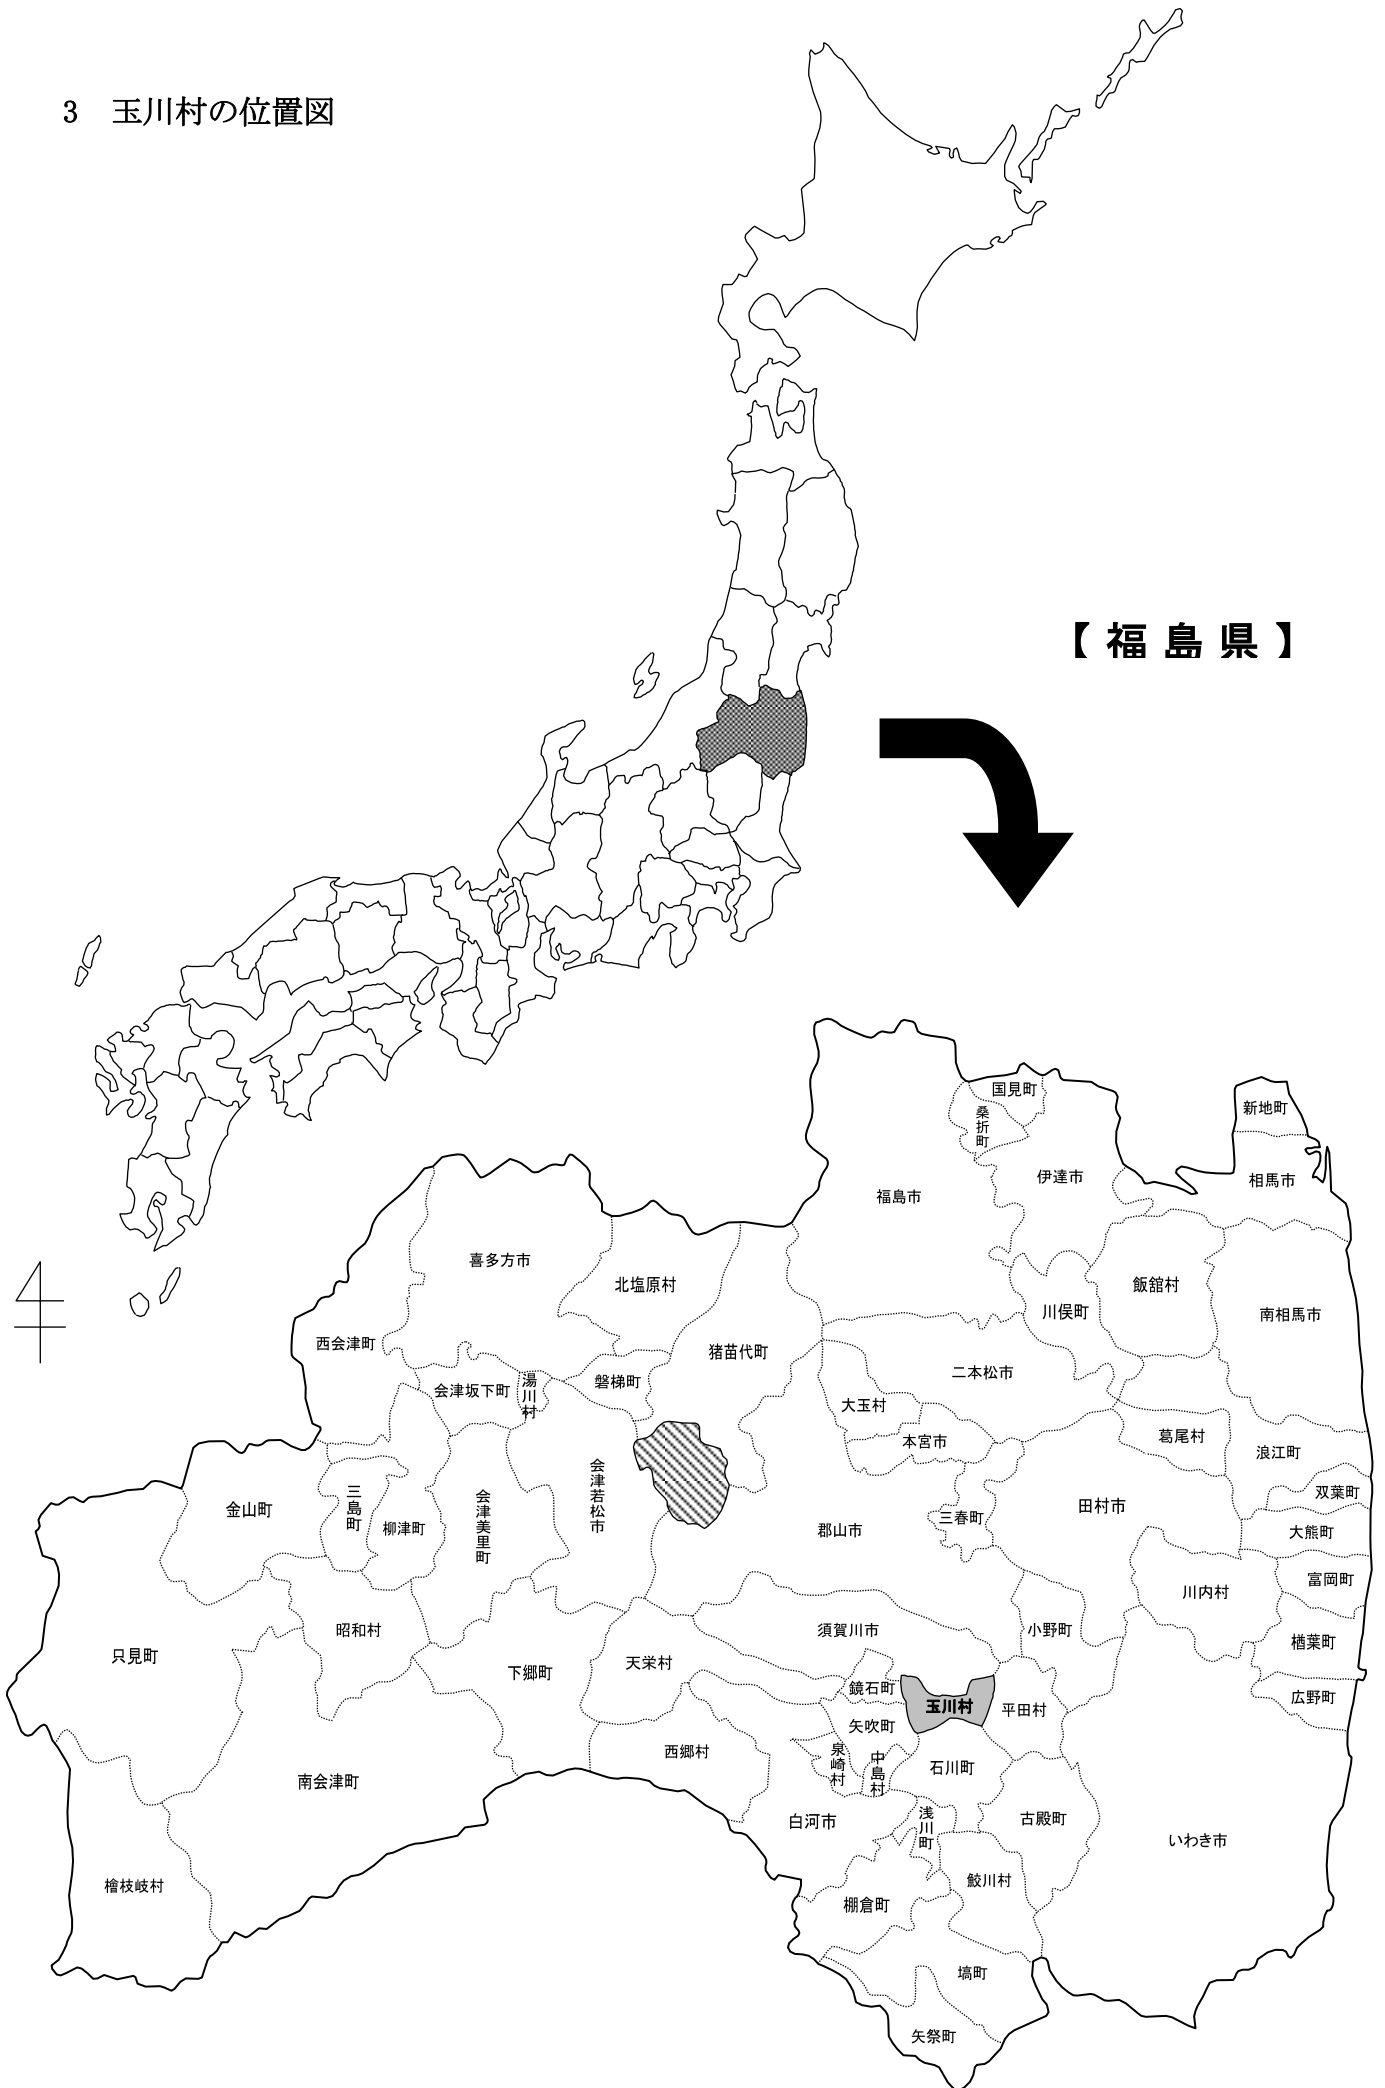 3 玉川村の位置図
【福島県】
国見町
新地町
桑折町
伊達市
相馬市
福島市
喜多方市
北塩原村
飯舘村
川俣町
南相馬市
西会津町
猪苗代町
二本松市
磐梯町
会津坂下町
湯川村
大玉村
本宮市
葛尾村
浪江町
双葉町
会津若松市
三島町
金山町
柳津町
会津美里町
郡山市
三春町
田村市
大熊町
富岡町
川内村
昭和村
須賀川市
小野町
楢葉町
只見町
下郷町
天栄村
鏡石町
玉川村
平田村
広野町
矢吹町
西郷村
泉崎村
中島村
石川町
南会津町
白河市
浅川町
古殿町
いわき市
檜枝岐村
棚倉町
鮫川村
塙町
矢祭町